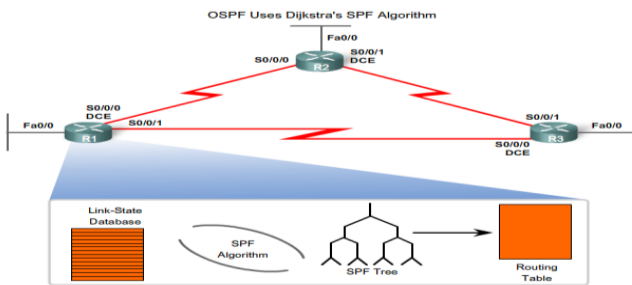 OSPF Uses Dijkstra's SPF Algorithm
Fa0/0
S0/0/0
S0/0/1
DCE
R2
S0/0/0
DCE
Fa0/0
S0/0/1
R1
S0/0/1
Fa0/0
S0/0/0
DCE
R3
Link-State
Database
SPF
Algorithm
SPF Tree
Routing
Table